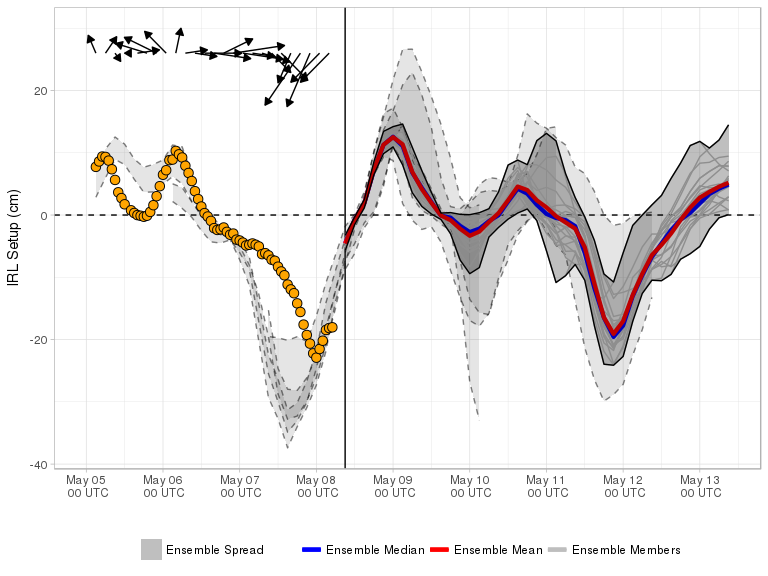 IRL Setup (cm)
20
0
-20
-40
May 05
00 UTC
May 06
00 UTC
May 07
00 UTC
May 08
00 UTC
May 09
00 UTC
May 10
00 UTC
May 11
00 UTC
May 12
00 UTC
May 13
00 UTC
Ensemble Spread
Ensemble Median
Ensemble Mean
Ensemble Members